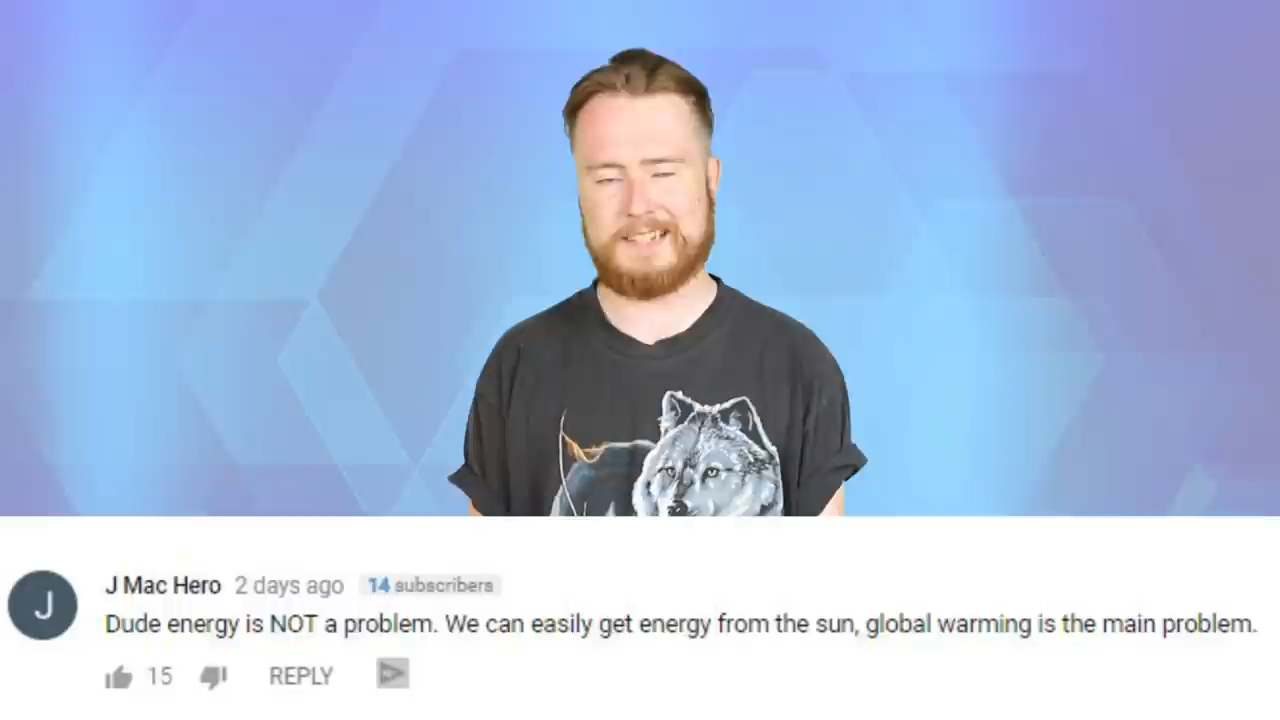 J
J Mac Hero 2 days ago 14 subscribers
Dude energy is NOT a problem. We can easily get energy from the sun, global warming is the main problem.
15 REPLY